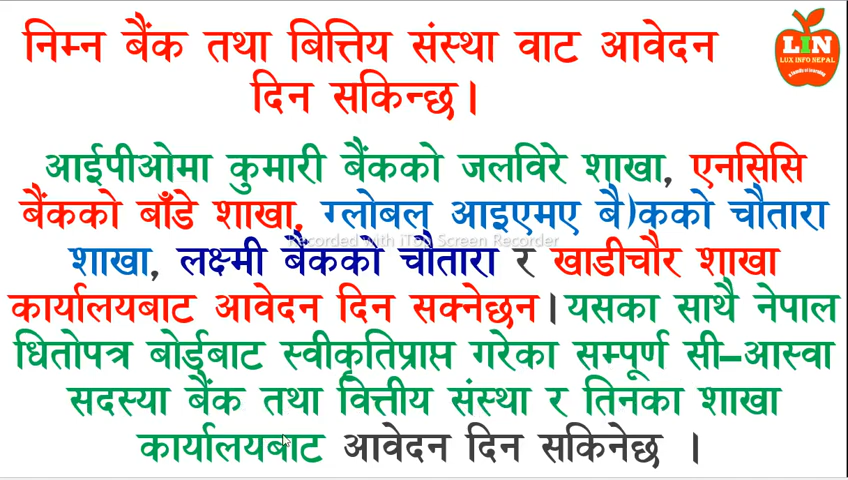 निम्न बैंक तथा बित्तिय संस्था वाट आवेदन
दिन सकिन्छ।
LIN
LUX INFO NEPAL
आईपीओमा कुमारी बैंकको जलविरे शाखा, एनसिसि
बैंकको बाँडे शाखा, ग्लोबल आइएमए बै)कको चौतारा
Recorded with iTop Screen Recorder
शाखा, लक्ष्मी बैंकको चौतारा र खाडीचौर शाखा
कार्यालयबाट आवेदन दिन सक्नेछन।यसका साथै नेपाल
धितोपत्र बोर्ड्बाट स्वीकृतिप्राप्त गरेका सम्पूर्ण सी–आस्वा
सदस्या बैंक तथा वित्तीय संस्था र तिनका शाखा
कार्यालयबाट आवेदन दिन सकिनेछ ।